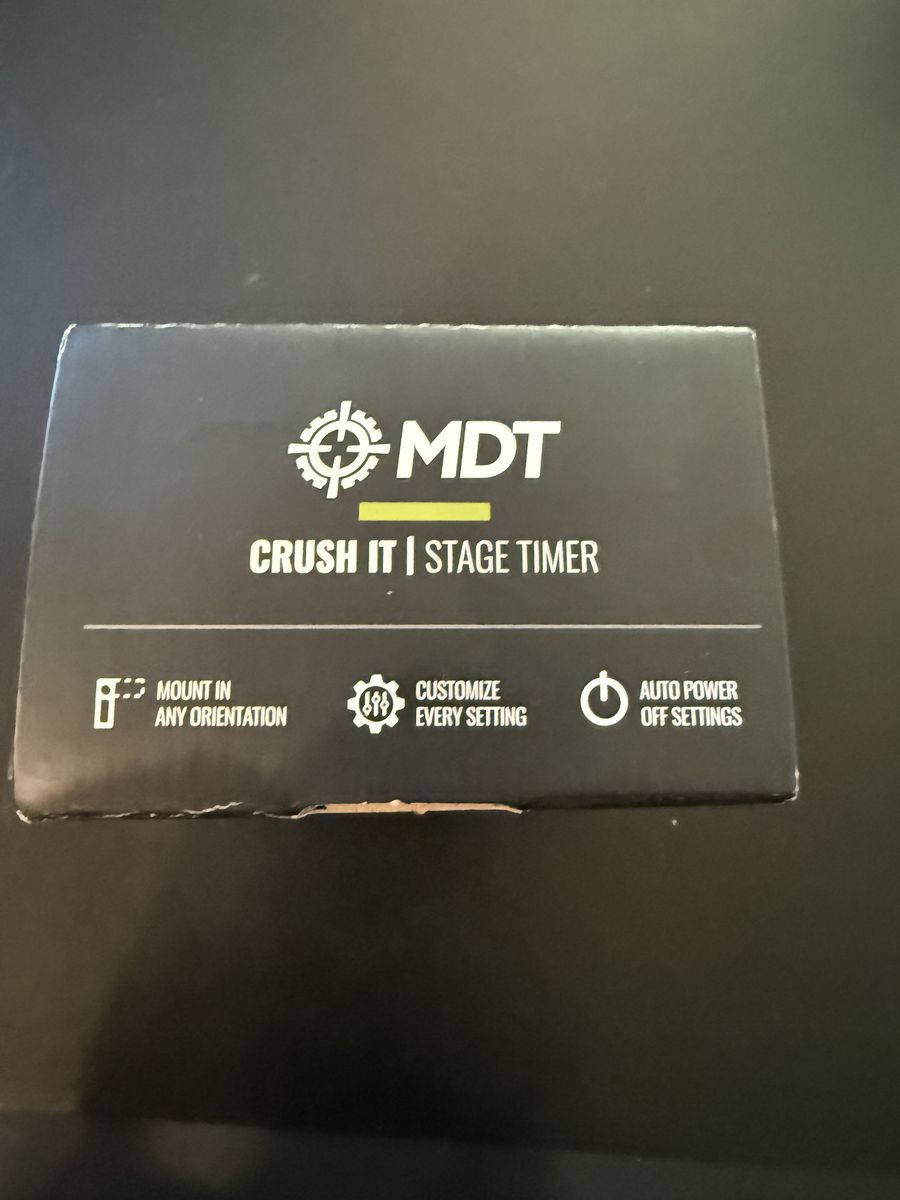 MDT
CRUSH IT | STAGE TIMER
MOUNT IN
ANY ORIENTATION
CUSTOMIZE
EVERY SETTING
AUTO POWER
OFF SETTINGS